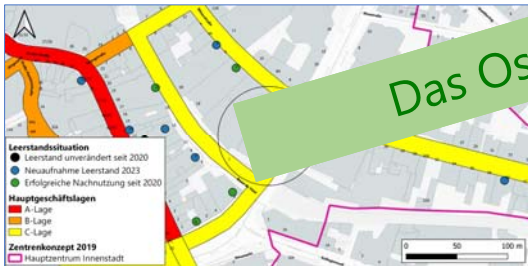 Das Os
Leerstandssituation
Leerstand unverändert seit 2020
Neuaufnahme Leerstand 2023
Erfolgreiche Nachnutzung seit 2020
Hauptgeschäftslagen
A-Lage
B-Lage
C-Lage
Zentrenkonzept 2019
Hauptzentrum Innenstadt
0 50 100 m